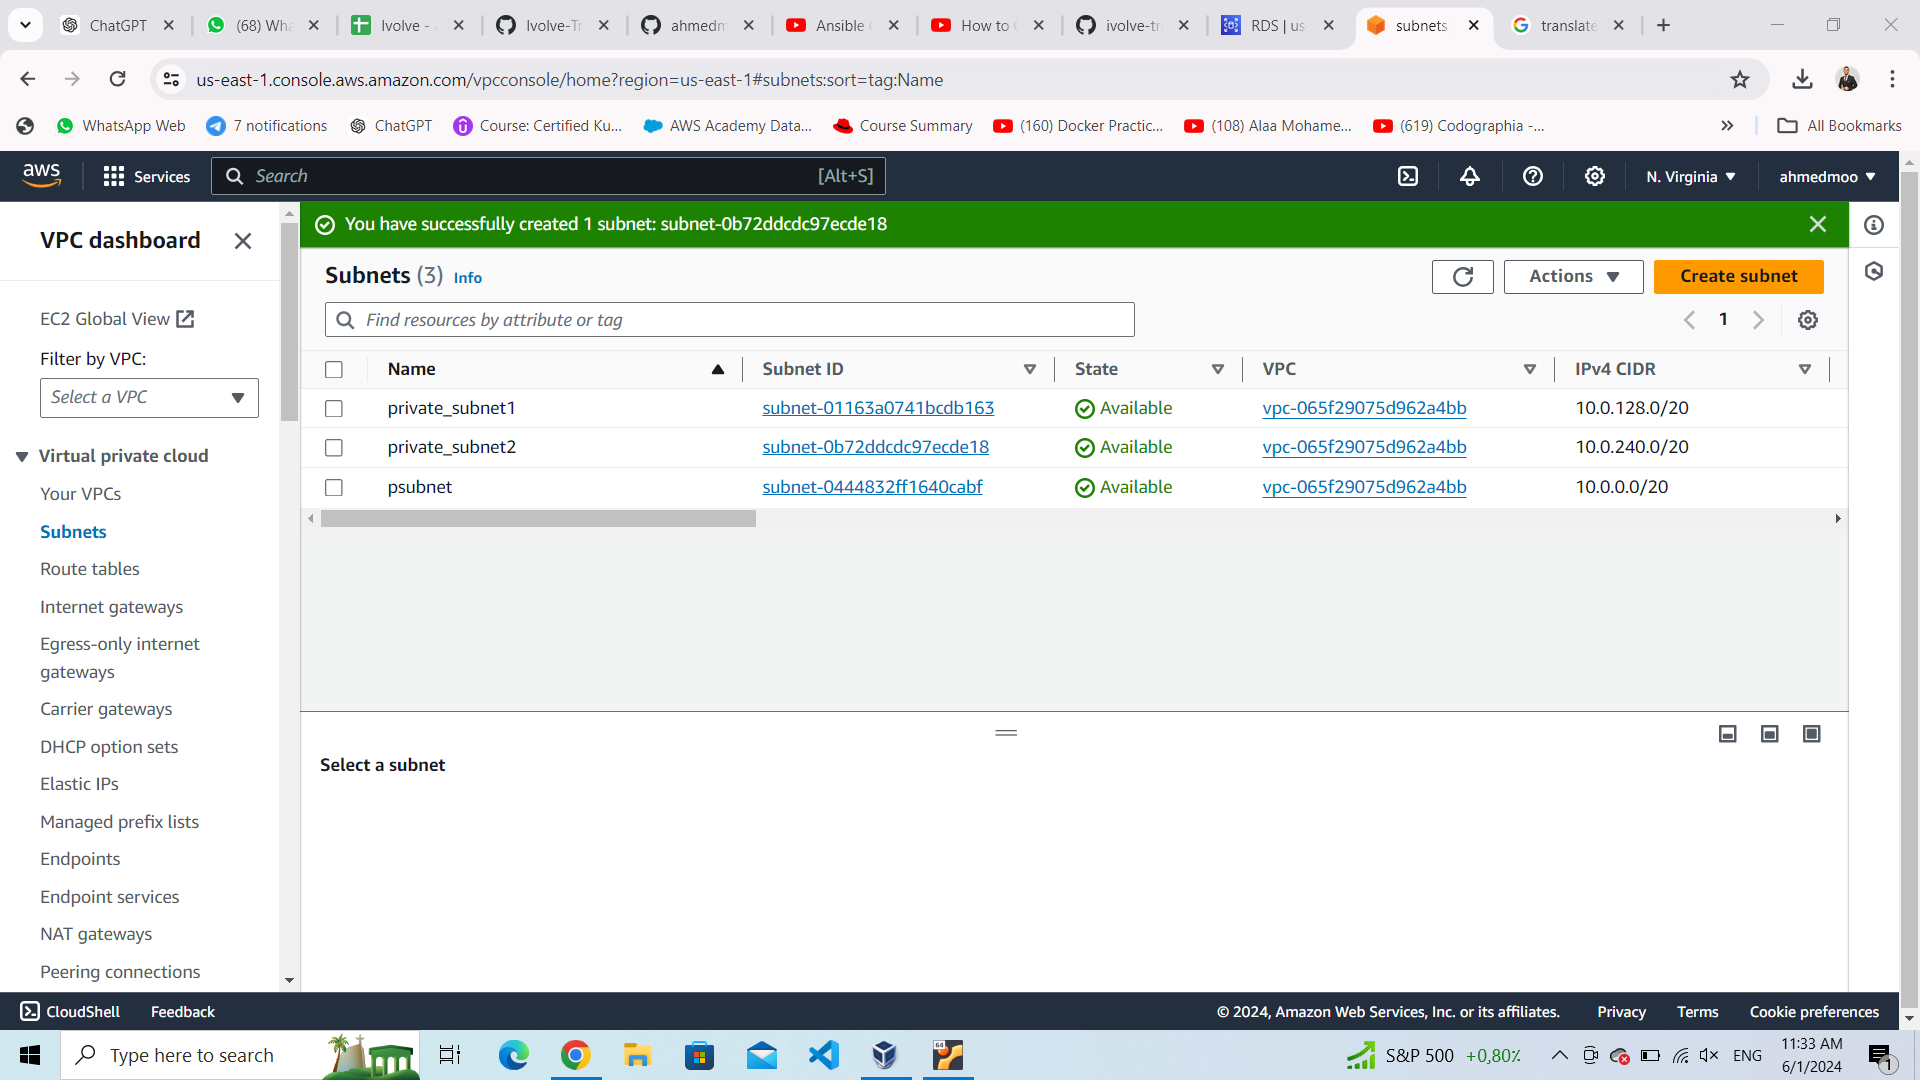 ChatGPT
(68) Wha
Ivolve -
Ivolve-Tr
ahmedm
Ansible
How to
ivolve-tr
RDS | us
subnets
translate
us-east-1.console.aws.amazon.com/vpcconsole/home?region=us-east-1#subnets:sort=tag:Name
WhatsApp Web
7 notifications
ChatGPT
Course: Certified Ku...
AWS Academy Data...
Course Summary
(160) Docker Practic...
(108) Alaa Mohame...
(619) Codographia -...
All Bookmarks
aws
Services
Search
[Alt+S]
N. Virginia
ahmedmoo
VPC dashboard
EC2 Global View
Filter by VPC:
Select a VPC
Virtual private cloud
Your VPCs
Subnets
Route tables
Internet gateways
Egress-only internet
gateways
Carrier gateways
DHCP option sets
Elastic IPs
Managed prefix lists
Endpoints
Endpoint services
NAT gateways
Peering connections
You have successfully created 1 subnet: subnet-0b72ddcdc97ecde18
Subnets (3) Info
Actions
Create subnet
Find resources by attribute or tag
1
Name Subnet ID State VPC IPv4 CIDR
private_subnet1 subnet-01163a0741bcdb163 Available vpc-065f29075d962a4bb 10.0.128.0/20
private_subnet2 subnet-0b72ddcdc97ecde18 Available vpc-065f29075d962a4bb 10.0.240.0/20
psubnet subnet-0444832ff1640cabf Available vpc-065f29075d962a4bb 10.0.0.0/20
Select a subnet
CloudShell
Feedback
© 2024, Amazon Web Services, Inc. or its affiliates.
Privacy
Terms
Cookie preferences
Type here to search
64
S&P 500 +0,80%
ENG
11:33 AM
6/1/2024
1